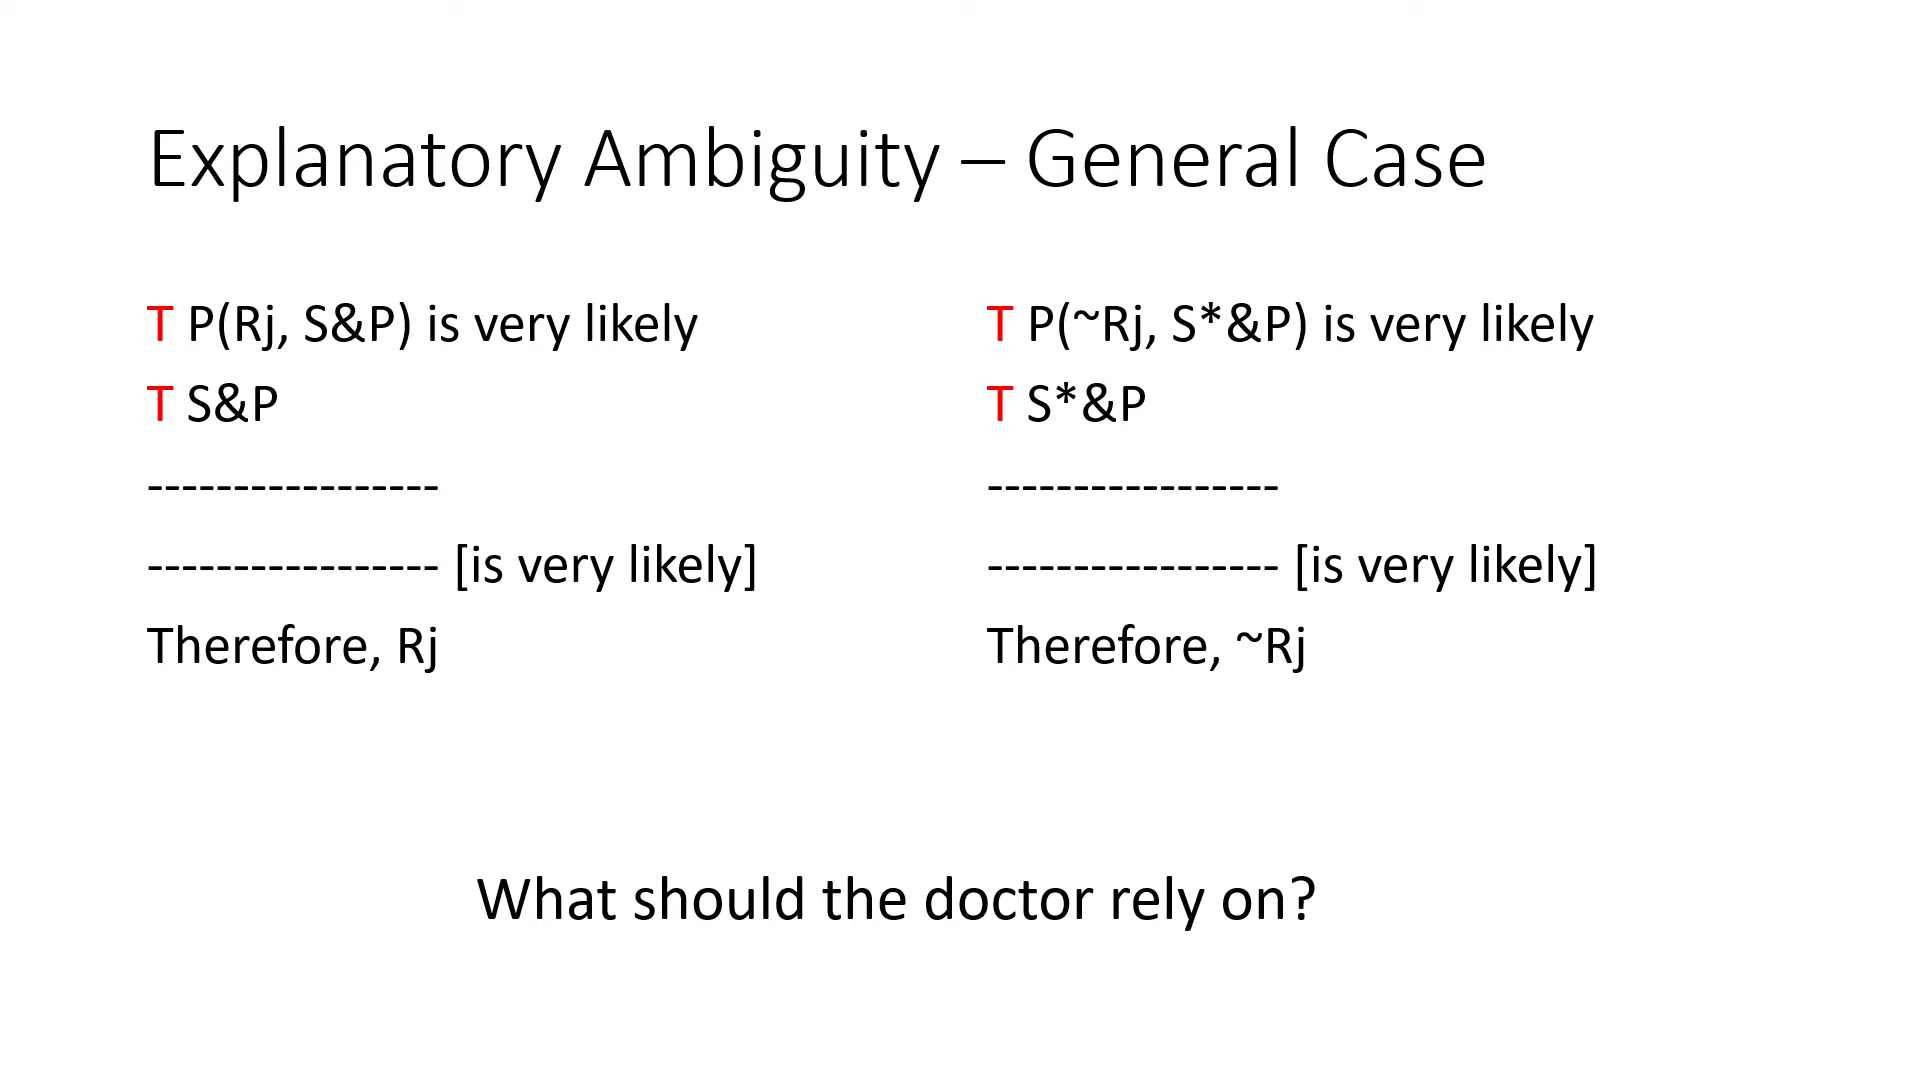 Explanatory Ambiguity – General Case
T P(Rj, S&P) is very likely
T S&P
-----------------
----------------- [is very likely]
Therefore, Rj
T P(~Rj, S*&P) is very likely
T S*&P
-----------------
----------------- [is very likely]
Therefore, ~Rj
What should the doctor rely on?